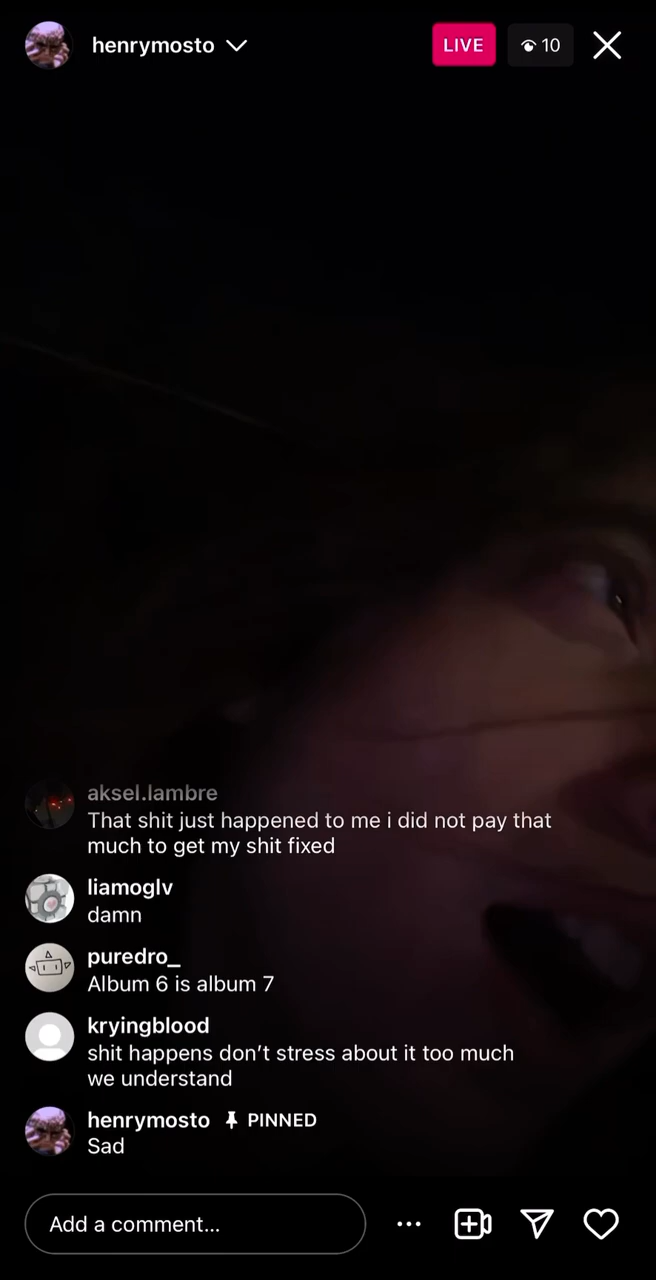 henrymosto
LIVE
10
aksel.lambre
That shit just happened to me i did not pay that
much to get my shit fixed
liamoglv
damn
puredro_
Album 6 is album 7
kryingblood
shit happens don’t stress about it too much
we understand
henrymosto PINNED
Sad
Add a comment...